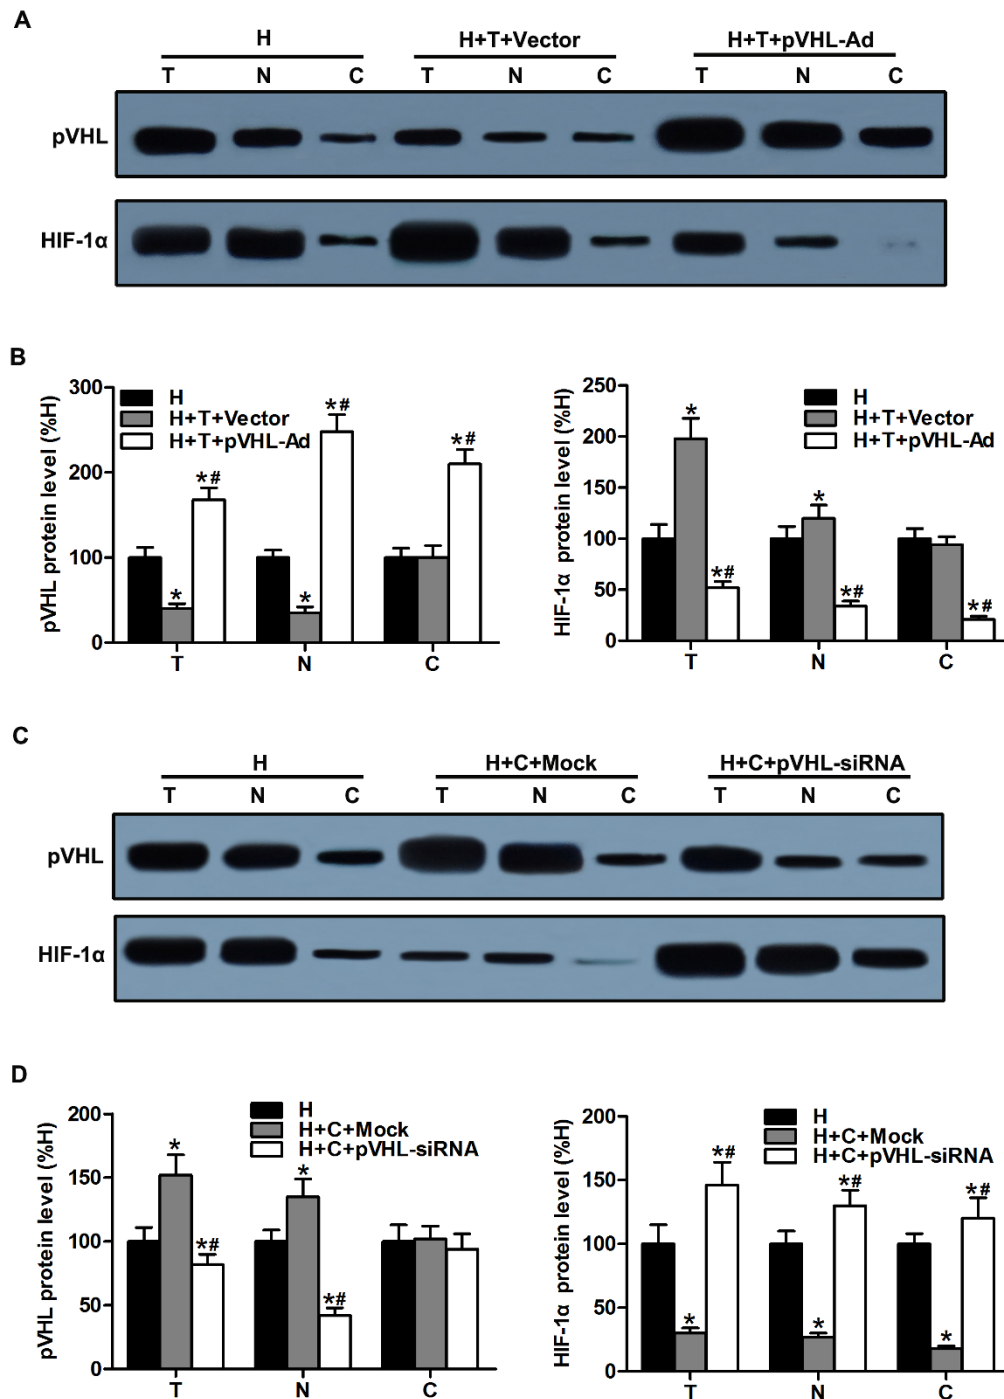 A
H H+T+Vector H+T+pVHL-Ad
T N C T N C T N C
pVHL
HIF-1α
B
pVHL protein level (%H)
300
200
100
0
H
H+T+Vector
H+T+pVHL-Ad
* *# * *# *#
T N C
HIF-1α protein level (%H)
250
200
150
100
50
0
H
H+T+Vector
H+T+pVHL-Ad
* *# * *# *#
T N C
C
H H+C+Mock H+C+pVHL-siRNA
T N C T N C T N C
pVHL
HIF-1α
D
pVHL protein level (%H)
200
150
100
50
0
H
H+C+Mock
H+C+pVHL-siRNA
* *# * *#
T N C
HIF-1α protein level (%H)
200
150
100
50
0
H
H+C+Mock
H+C+pVHL-siRNA
* *# * *# * *#
T N C